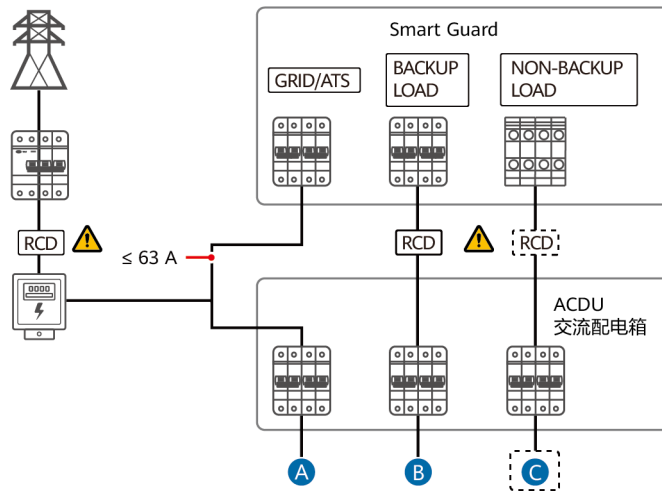 Smart Guard
GRID/ATS
BACKUP
LOAD
NON-BACKUP
LOAD
RCD
≤ 63 A
RCD
RCD
0000
ACDU
交流配电箱
A
B
C